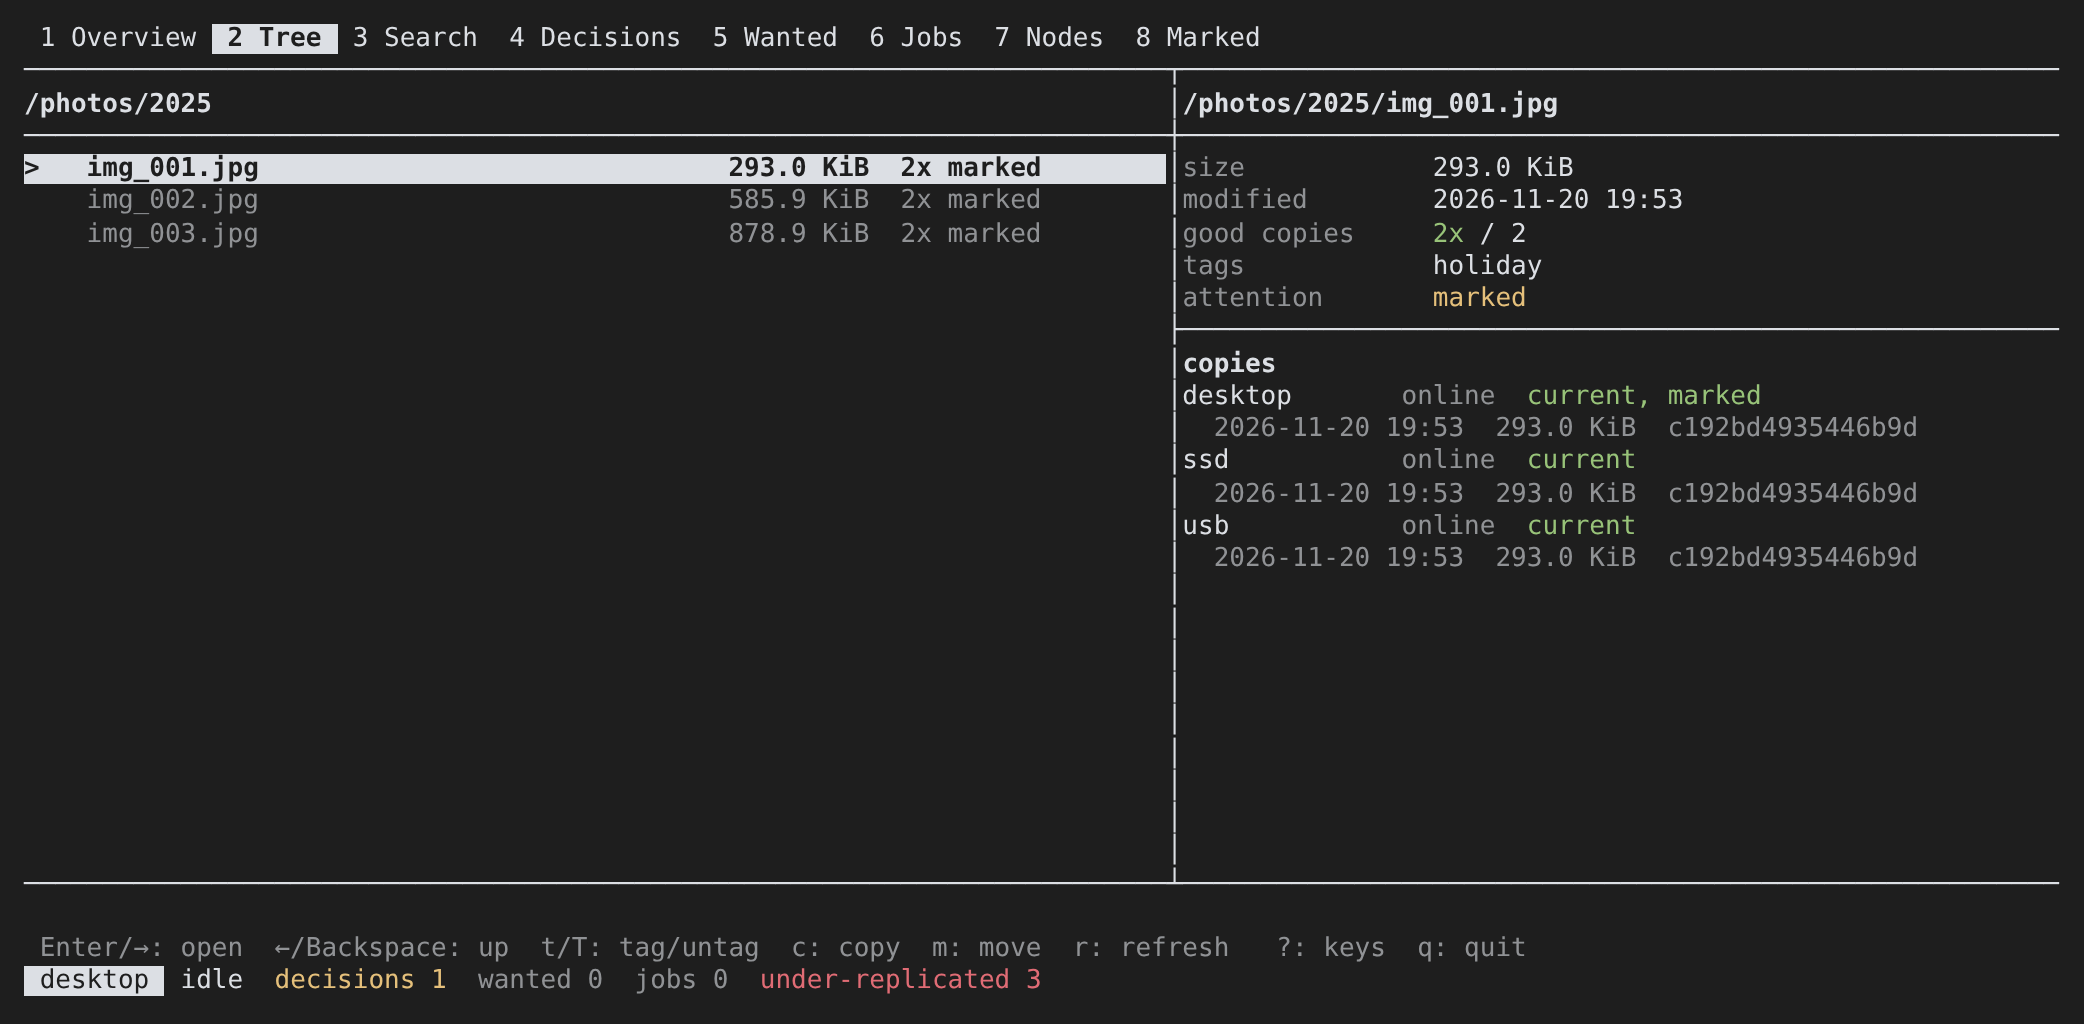 1 Overview 2 Tree 3 Search 4 Decisions 5 Wanted 6 Jobs 7 Nodes 8 Marked
/photos/2025
> img_001.jpg 293.0 KiB 2x marked
img_002.jpg 585.9 KiB 2x marked
img_003.jpg 878.9 KiB 2x marked
/photos/2025/img_001.jpg
size 293.0 KiB
modified 2026-11-20 19:53
good copies 2x / 2
tags holiday
attention marked
copies
desktop online current, marked
2026-11-20 19:53 293.0 KiB c192bd4935446b9d
ssd online current
2026-11-20 19:53 293.0 KiB c192bd4935446b9d
usb online current
2026-11-20 19:53 293.0 KiB c192bd4935446b9d
Enter/→: open ←/Backspace: up t/T: tag/untag c: copy m: move r: refresh ?: keys q: quit
desktop idle decisions 1 wanted 0 jobs 0 under-replicated 3